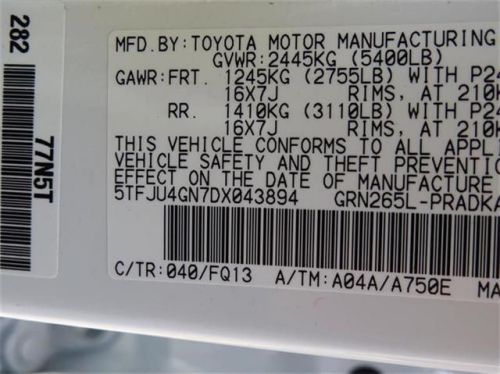 282
77N5T
MFD.BY:TOYOTA MOTOR MANUFACTURING
GVWR:2445KG (5400LB)
GAWR:FRT. 1245KG (2755LB) WITH P24
16X7J RIMS, AT 210K
RR. 1410KG (3110LB) WITH P24
16X7J RIMS, AT 210K
THIS VEHICLE CONFORMS TO ALL APPLI
VEHICLE SAFETY AND THEFT PREVENTIO
EFFECT ON THE DATE OF MANUFACTURE
5TFJU4GN7DX043894 GRN265L-PRADKA
C/TR:040/FQ13 A/TM:A04A/A750E MA